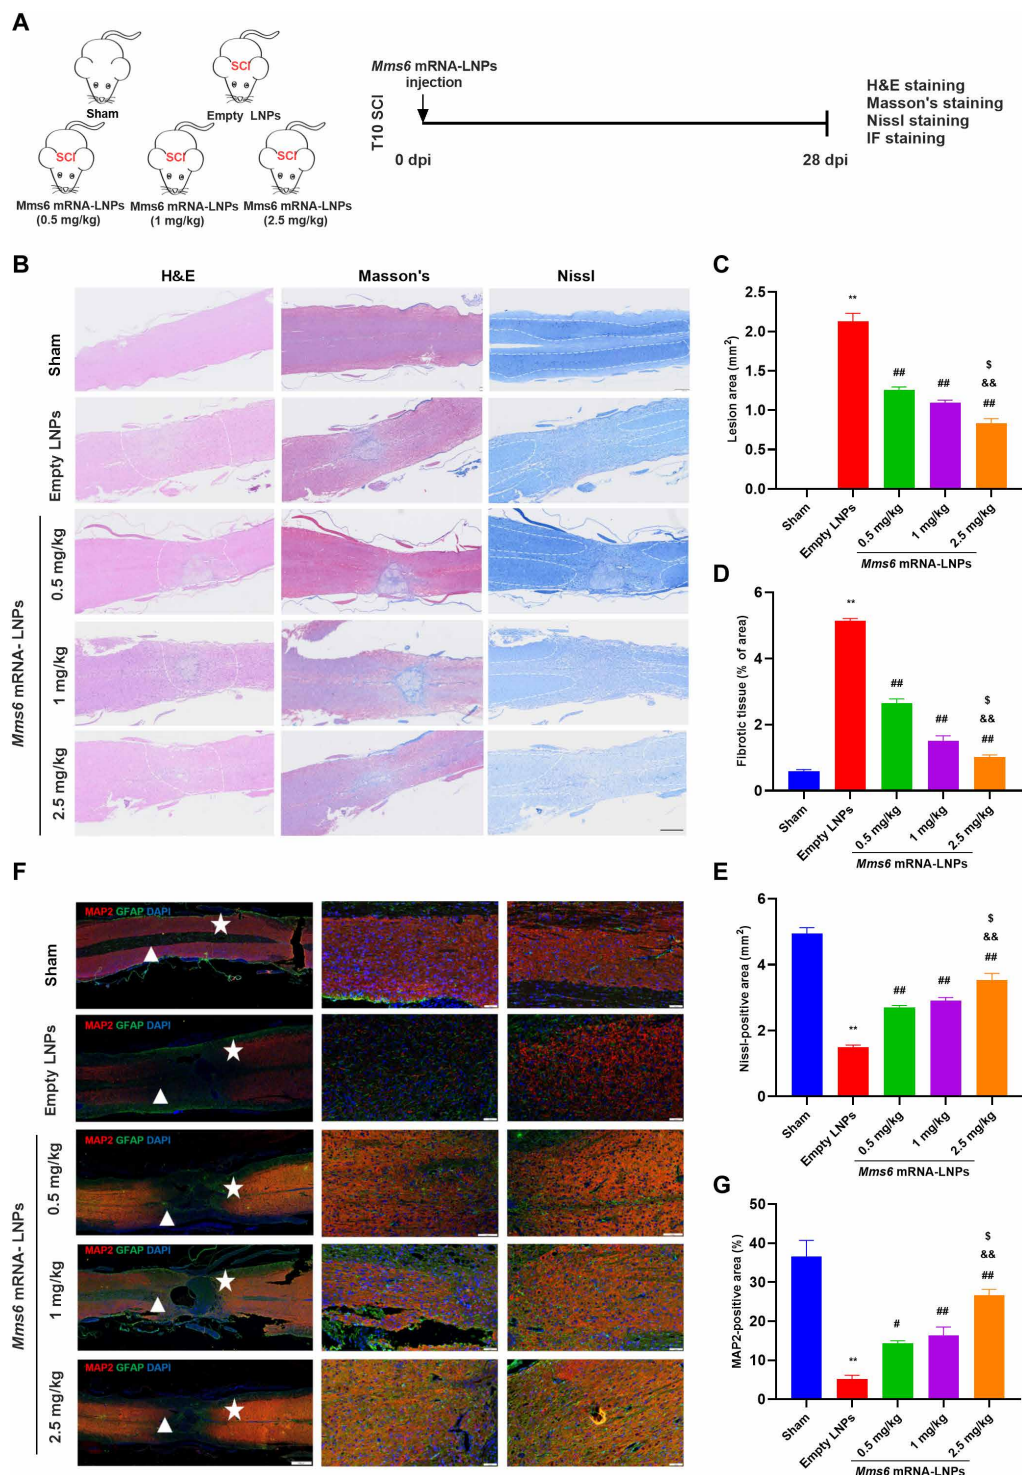 A
Sham
SCI
Empty LNPs
SCI
Mms6 mRNA-LNPs
(0.5 mg/kg)
SCI
Mms6 mRNA-LNPs
(1 mg/kg)
SCI
Mms6 mRNA-LNPs
(2.5 mg/kg)
T10 SCI
Mms6 mRNA-LNPs
injection
0 dpi
28 dpi
H&E staining
Masson's staining
Nissl staining
IF staining
B
H&E
Masson's
Nissl
Sham
Empty LNPs
Mms6 mRNA- LNPs
0.5 mg/kg
1 mg/kg
2.5 mg/kg
C
Lesion area (mm²)
2.5
2.0
1.5
1.0
0.5
0.0
**
##
##
$
&&
##
Sham
Empty LNPs
0.5 mg/kg
1 mg/kg
2.5 mg/kg
Mms6 mRNA-LNPs
D
Fibrotic tissue (% of area)
6
4
2
0
**
##
##
$
&&
##
Sham
Empty LNPs
0.5 mg/kg
1 mg/kg
2.5 mg/kg
Mms6 mRNA-LNPs
E
Nissl-positive area (mm²)
6
4
2
0
**
##
##
$
&&
##
Sham
Empty LNPs
0.5 mg/kg
1 mg/kg
2.5 mg/kg
Mms6 mRNA-LNPs
F
Sham
MAP2 GFAP DAPI
Empty LNPs
MAP2 GFAP DAPI
Mms6 mRNA- LNPs
0.5 mg/kg
MAP2 GFAP DAPI
1 mg/kg
MAP2 GFAP DAPI
2.5 mg/kg
MAP2 GFAP DAPI
G
MAP2-positive area (%)
50
40
30
20
10
0
**
#
##
$
&&
##
Sham
Empty LNPs
0.5 mg/kg
1 mg/kg
2.5 mg/kg
Mms6 mRNA-LNPs